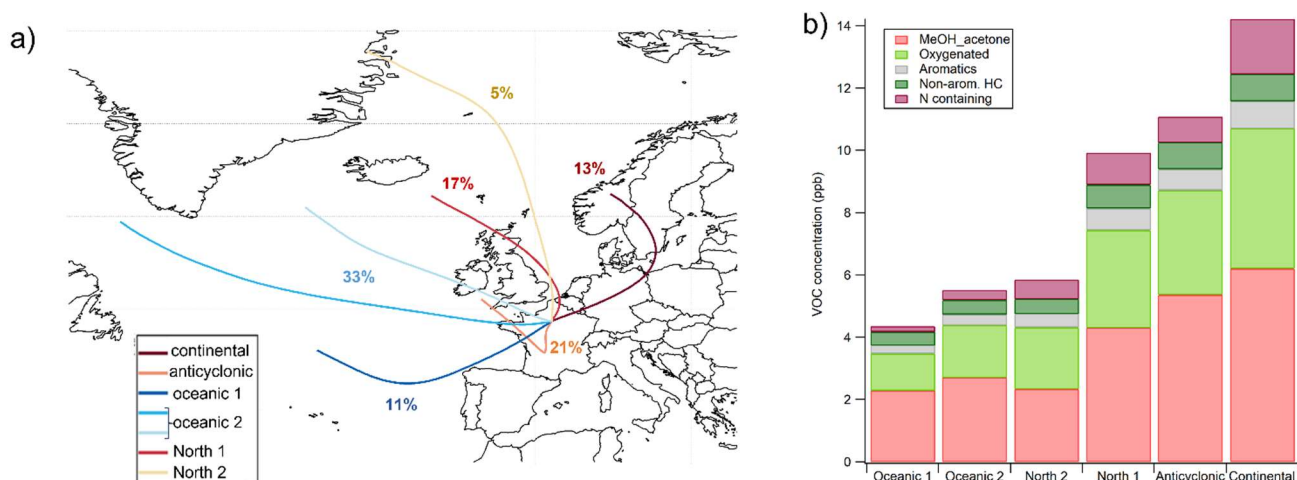 a)
5%
13%
17%
33%
21%
11%
continental
anticyclonic
oceanic 1
oceanic 2
North 1
North 2
b)
MeOH_acetone
Oxygenated
Aromatics
Non-arom. HC
N containing
VOC concentration (ppb)
14
12
10
8
6
4
2
0
Oceanic 1 Oceanic 2 North 2 North 1 Anticyclonic Continental